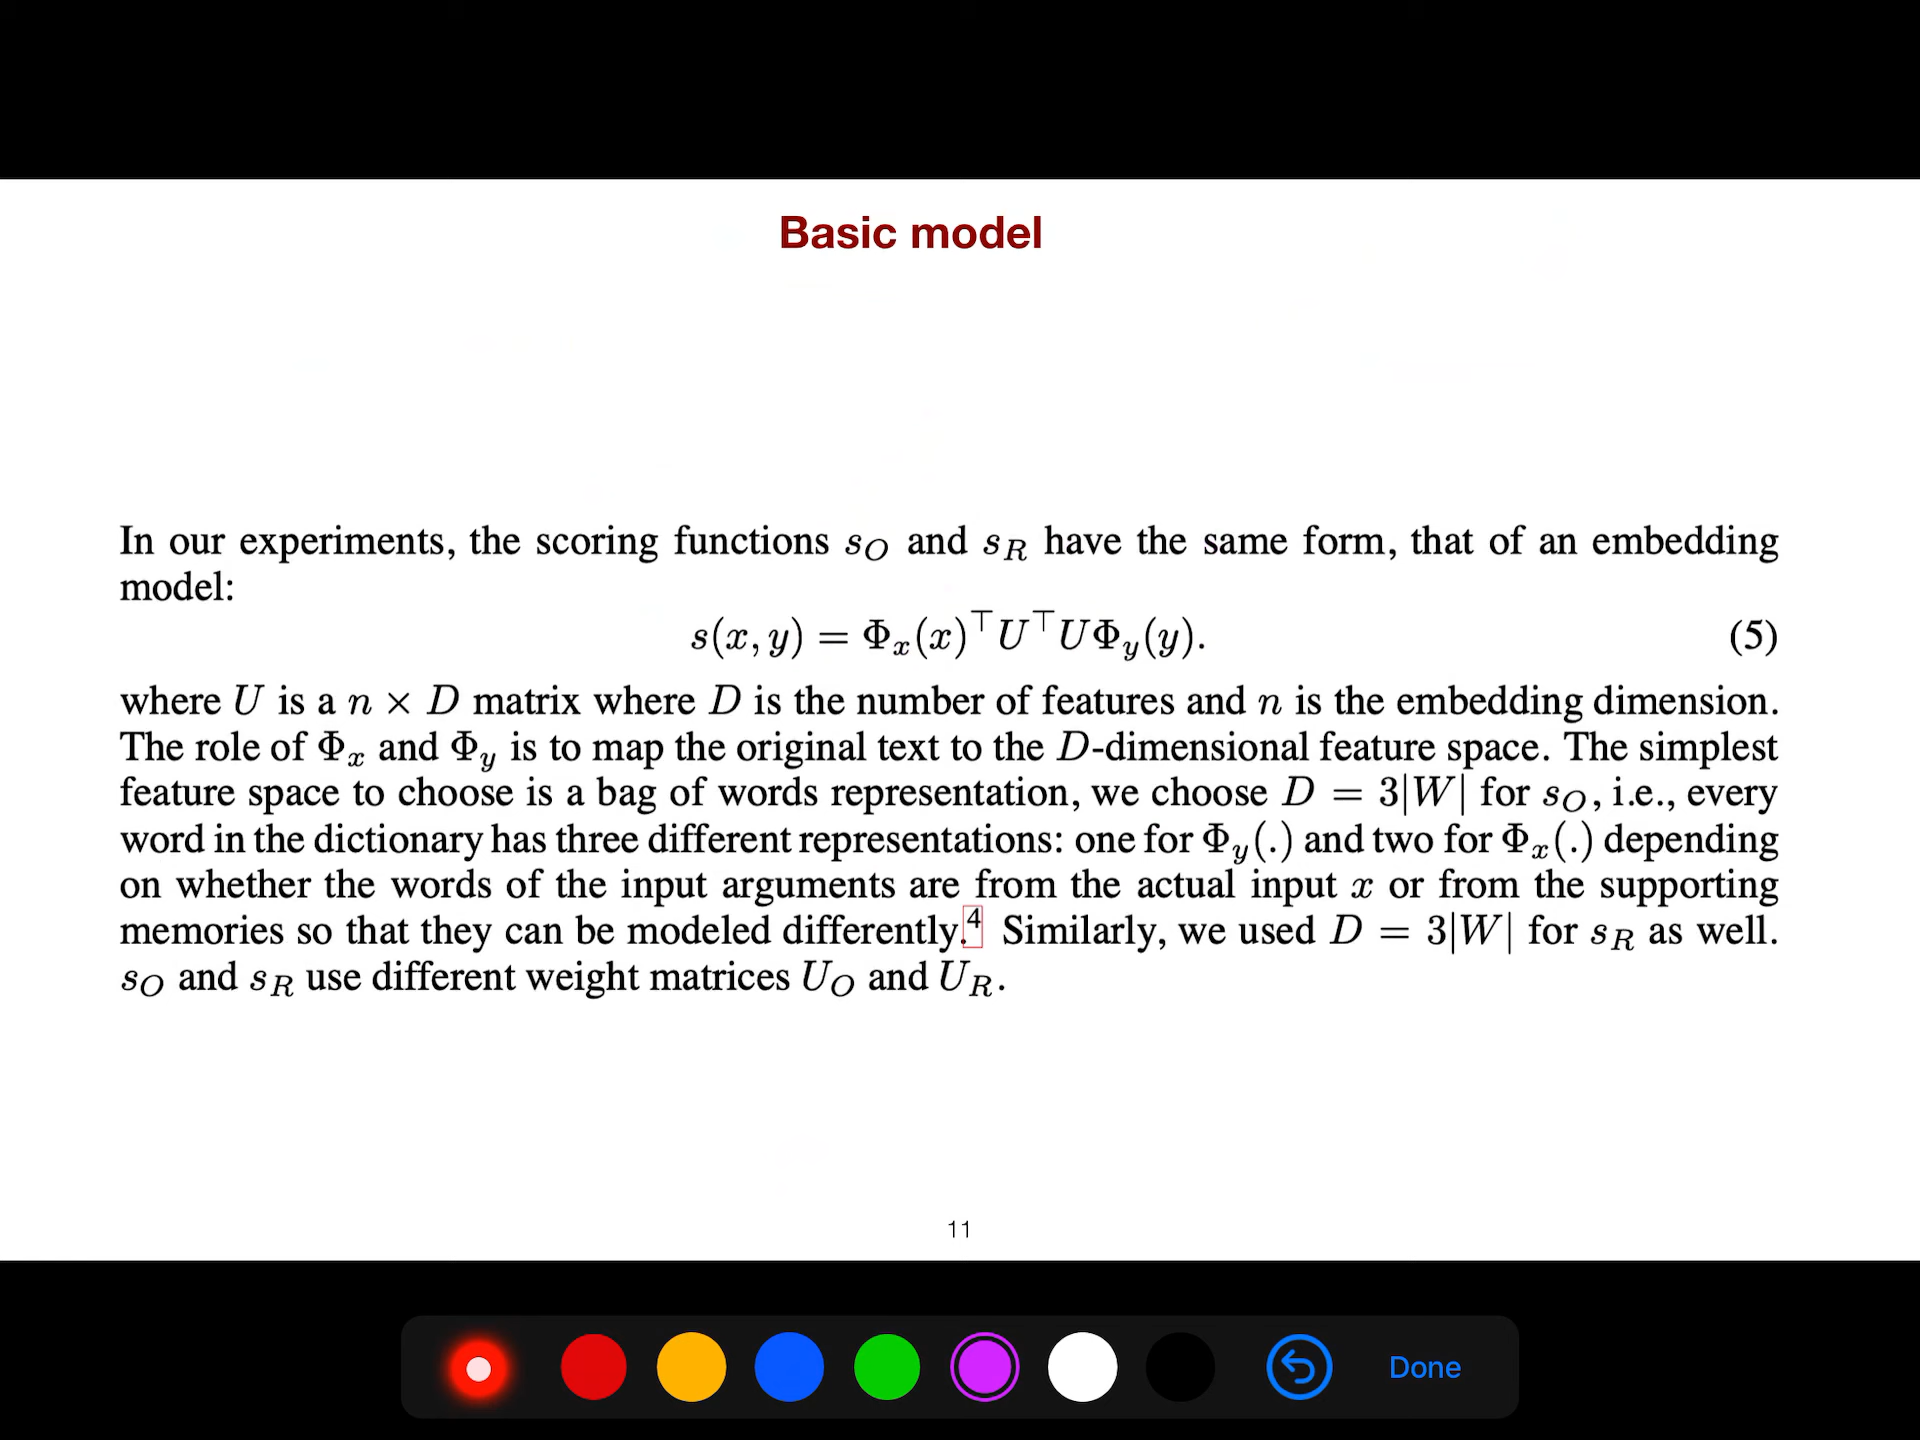 Basic model
In our experiments, the scoring functions s_O and s_R have the same form, that of an embedding
model:
s(x, y) = Φ_x(x)^⊤ U^⊤ U Φ_y(y). (5)
where U is a n × D matrix where D is the number of features and n is the embedding dimension.
The role of Φ_x and Φ_y is to map the original text to the D-dimensional feature space. The simplest
feature space to choose is a bag of words representation, we choose D = 3|W| for s_O, i.e., every
word in the dictionary has three different representations: one for Φ_y(.) and two for Φ_x(.) depending
on whether the words of the input arguments are from the actual input x or from the supporting
memories so that they can be modeled differently.⁴ Similarly, we used D = 3|W| for s_R as well.
s_O and s_R use different weight matrices U_O and U_R.
11
Done